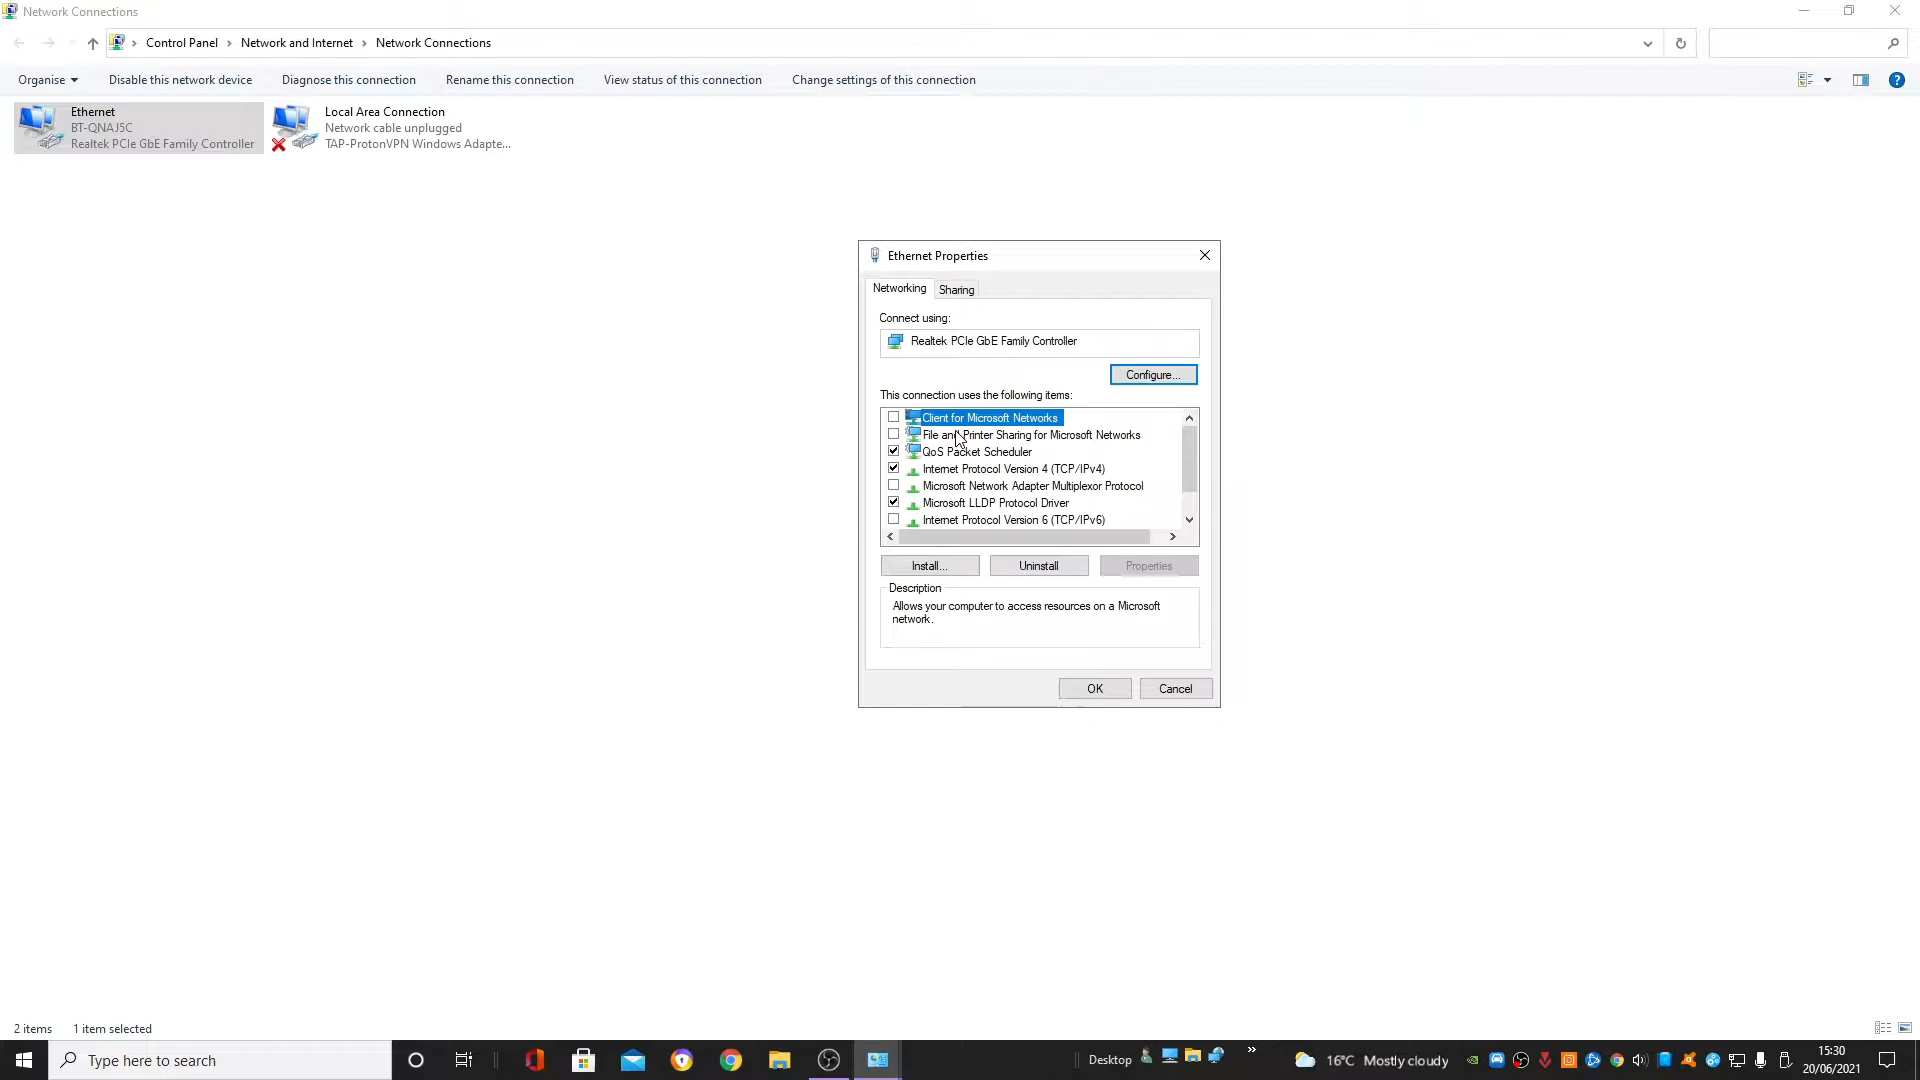 Network Connections
Control Panel › Network and Internet › Network Connections
Organise
Disable this network device
Diagnose this connection
Rename this connection
View status of this connection
Change settings of this connection
Ethernet
BT-QNAJ5C
Realtek PCIe GbE Family Controller
Local Area Connection
Network cable unplugged
TAP-ProtonVPN Windows Adapte...
Ethernet Properties
Networking
Sharing
Connect using:
Realtek PCIe GbE Family Controller
Configure...
This connection uses the following items:
Client for Microsoft Networks
File and Printer Sharing for Microsoft Networks
QoS Packet Scheduler
Internet Protocol Version 4 (TCP/IPv4)
Microsoft Network Adapter Multiplexor Protocol
Microsoft LLDP Protocol Driver
Internet Protocol Version 6 (TCP/IPv6)
Install...
Uninstall
Properties
Description
Allows your computer to access resources on a Microsoft
network.
OK
Cancel
2 items
1 item selected
Type here to search
Desktop
16°C Mostly cloudy
15:30
20/06/2021